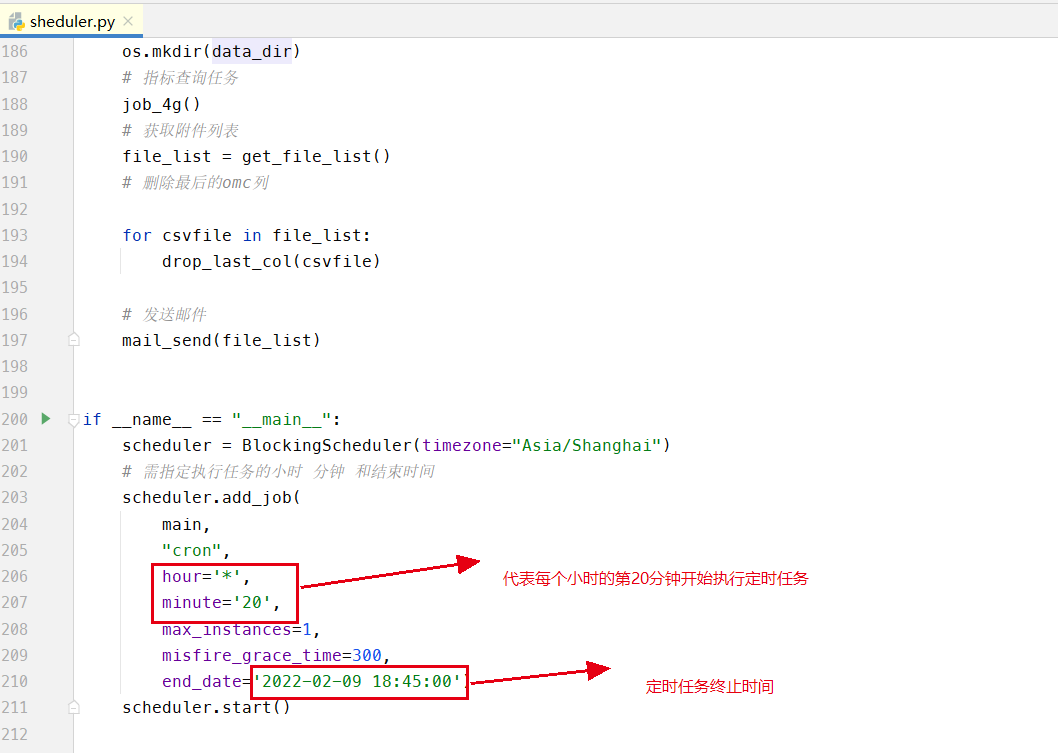 sheduler.py
186 os.mkdir(data_dir)
187 # 指标查询任务
188 job_4g()
189 # 获取附件列表
190 file_list = get_file_list()
191 # 删除最后的omc列
192
193 for csvfile in file_list:
194 drop_last_col(csvfile)
195
196 # 发送邮件
197 mail_send(file_list)
198
199
200 if __name__ == "__main__":
201 scheduler = BlockingScheduler(timezone="Asia/Shanghai")
202 # 需指定执行任务的小时 分钟 和结束时间
203 scheduler.add_job(
204 main,
205 "cron",
206 hour='*',
代表每个小时的第20分钟开始执行定时任务
207 minute='20',
208 max_instances=1,
209 misfire_grace_time=300,
210 end_date='2022-02-09 18:45:00'
定时任务终止时间
211 scheduler.start()
212